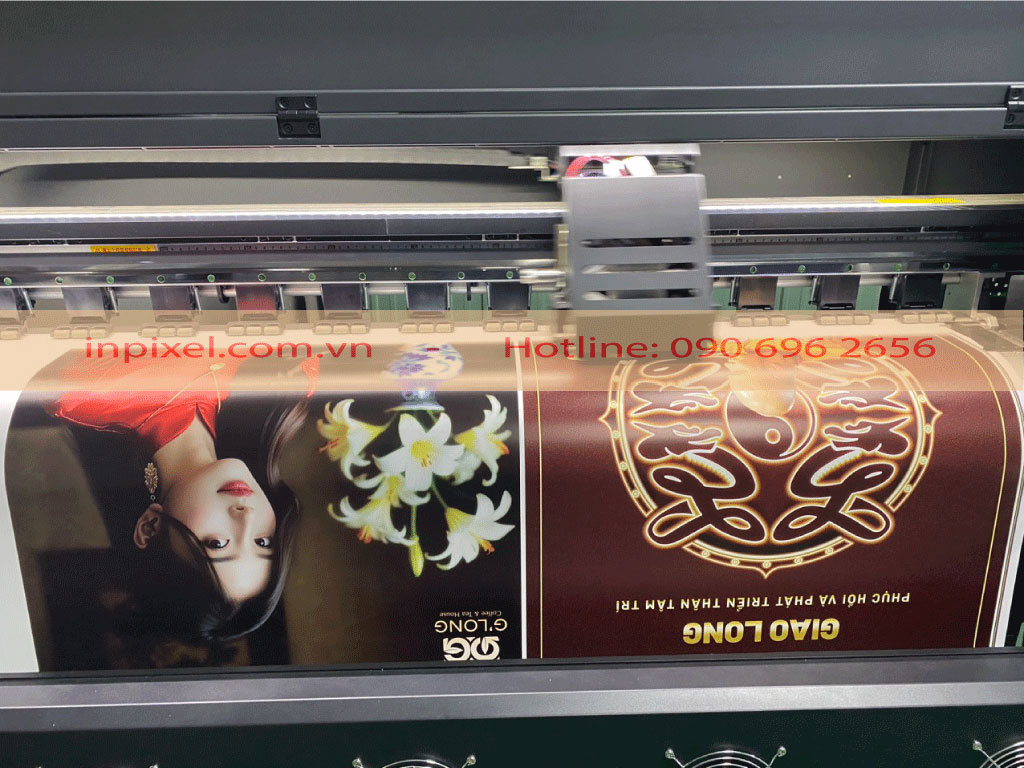 inpixel.com.vn Hotline: 090 696 2656
GIAO LONG
PHỤC HỒI VÀ PHÁT TRIỂN THÂN TÂM TRÍ
G'LONG
Coffee & Tea House